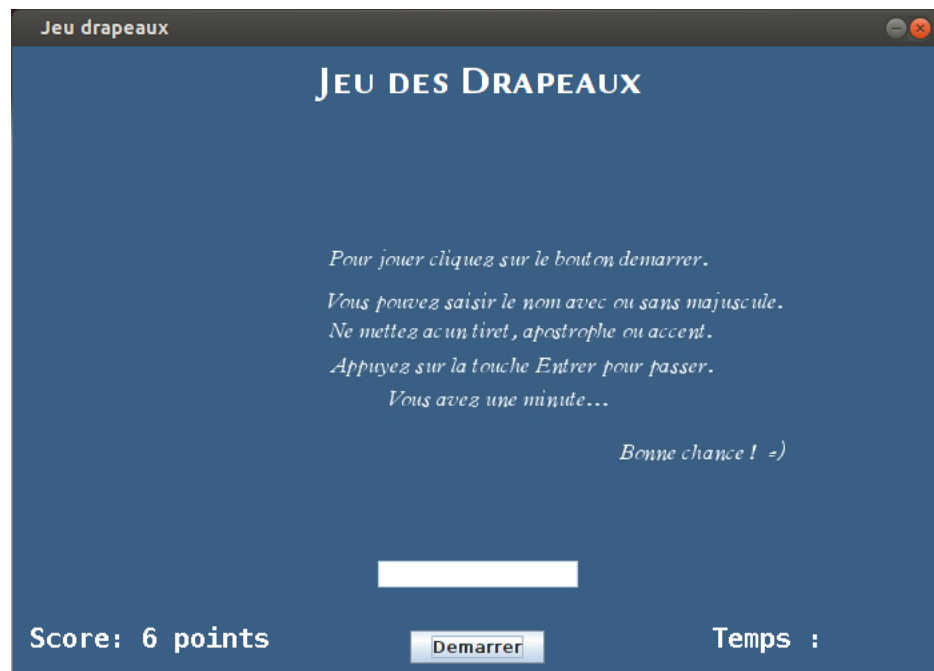 Jeu drapeaux
Jeu des Drapeaux
Pour jouer cliquez sur le bouton demarrer.
Vous pouvez saisir le nom avec ou sans majuscule.
Ne mettez acun tiret, apostrophe ou accent.
Appuyez sur la touche Entrer pour passer.
Vous avez une minute...
Bonne chance ! =)
Score: 6 points
Demarrer
Temps :